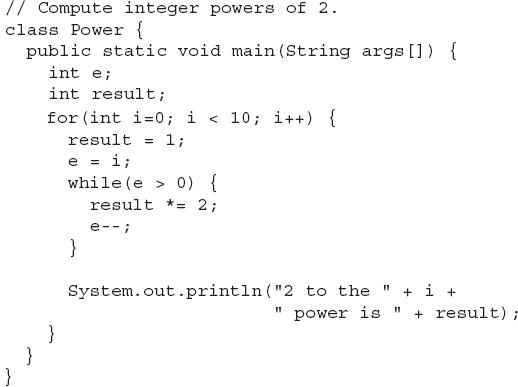 // Compute integer powers of 2.
class Power {
  public static void main(String args[]) {
    int e;
    int result;
    for(int i=0; i < 10; i++) {
      result = 1;
      e = i;
      while(e > 0) {
        result *= 2;
        e--;
      }

      System.out.println("2 to the " + i +
                         " power is " + result);
    }
  }
}